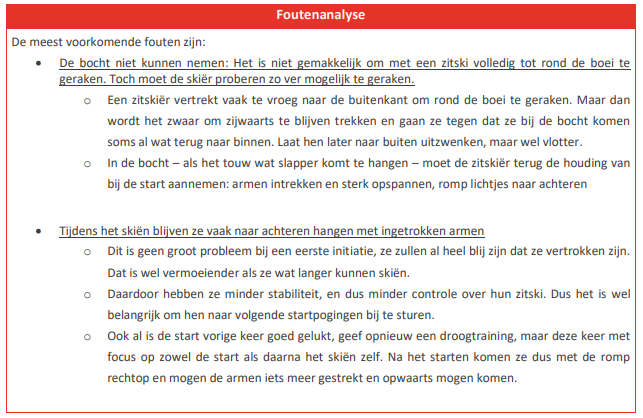 Foutenanalyse
De meest voorkomende fouten zijn:
• De bocht niet kunnen nemen: Het is niet gemakkelijk om met een zitski volledig tot rond de boei te
geraken. Toch moet de skiër proberen zo ver mogelijk te geraken.
o Een zitskiër vertrekt vaak te vroeg naar de buitenkant om rond de boei te geraken. Maar dan
wordt het zwaar om zijwaarts te blijven trekken en gaan ze tegen dat ze bij de bocht komen
soms al wat terug naar binnen. Laat hen later naar buiten uitzwenken, maar wel vlotter.
o In de bocht – als het touw wat slapper komt te hangen – moet de zitskiër terug de houding van
bij de start aannemen: armen intrekken en sterk opspannen, romp lichtjes naar achteren
• Tijdens het skiën blijven ze vaak naar achteren hangen met ingetrokken armen
o Dit is geen groot probleem bij een eerste initiatie, ze zullen al heel blij zijn dat ze vertrokken zijn.
Dat is wel vermoeiender als ze wat langer kunnen skiën.
o Daardoor hebben ze minder stabiliteit, en dus minder controle over hun zitski. Dus het is wel
belangrijk om hen naar volgende startpogingen bij te sturen.
o Ook al is de start vorige keer goed gelukt, geef opnieuw een droogtraining, maar deze keer met
focus op zowel de start als daarna het skiën zelf. Na het starten komen ze dus met de romp
rechtop en mogen de armen iets meer gestrekt en opwaarts mogen komen.